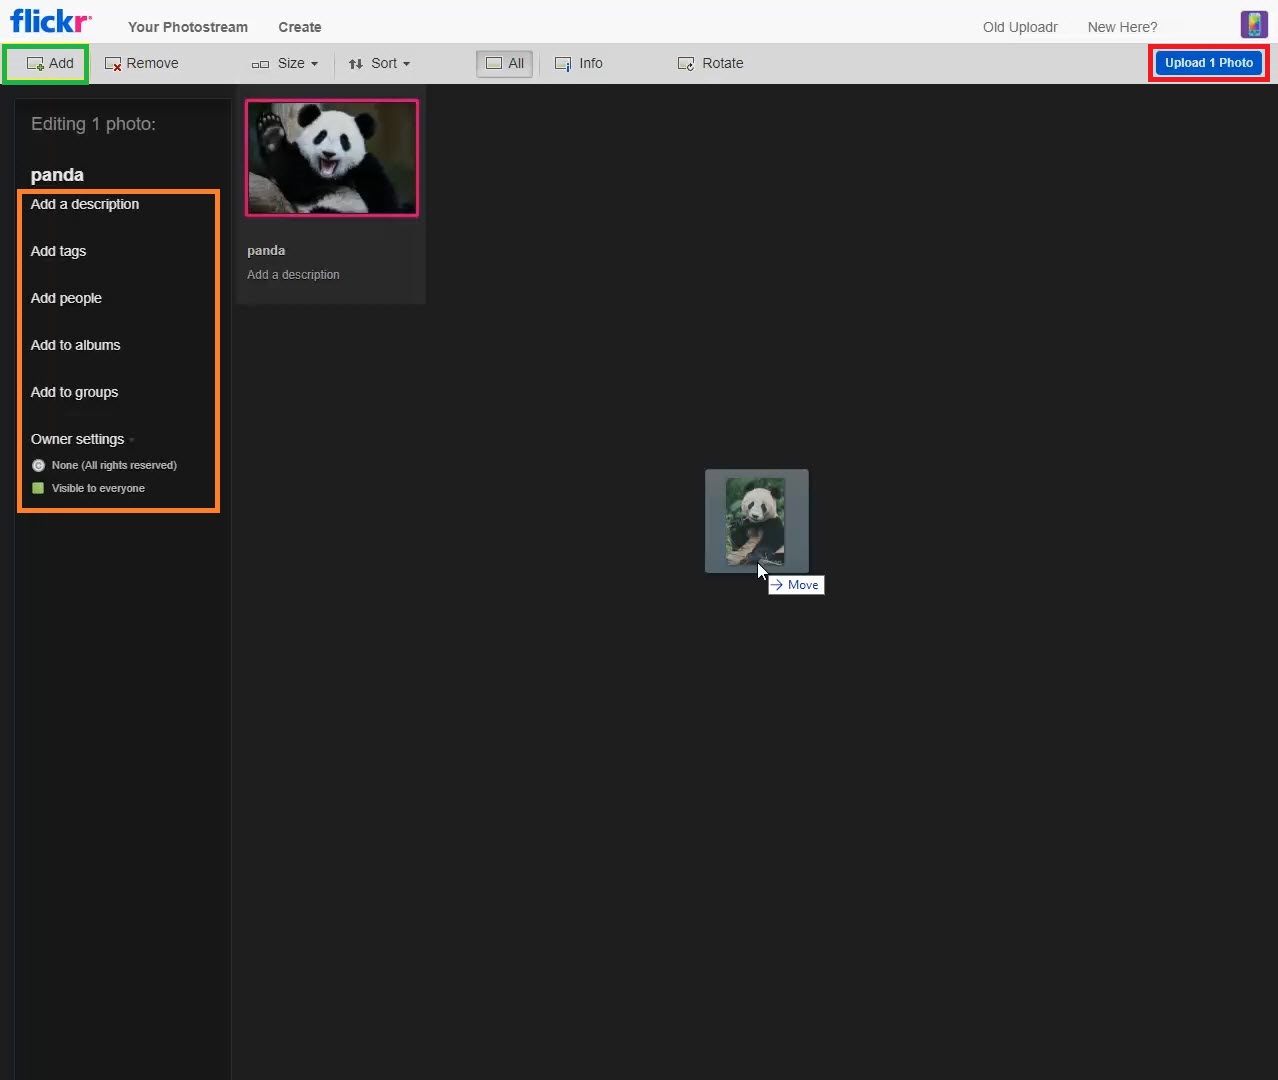 flickr
Your Photostream
Create
Old Uploadr
New Here?
Add
Remove
Size
Sort
All
Info
Rotate
Upload 1 Photo
Editing 1 photo:
panda
Add a description
Add tags
Add people
Add to albums
Add to groups
Owner settings
None (All rights reserved)
Visible to everyone
panda
Add a description
Move